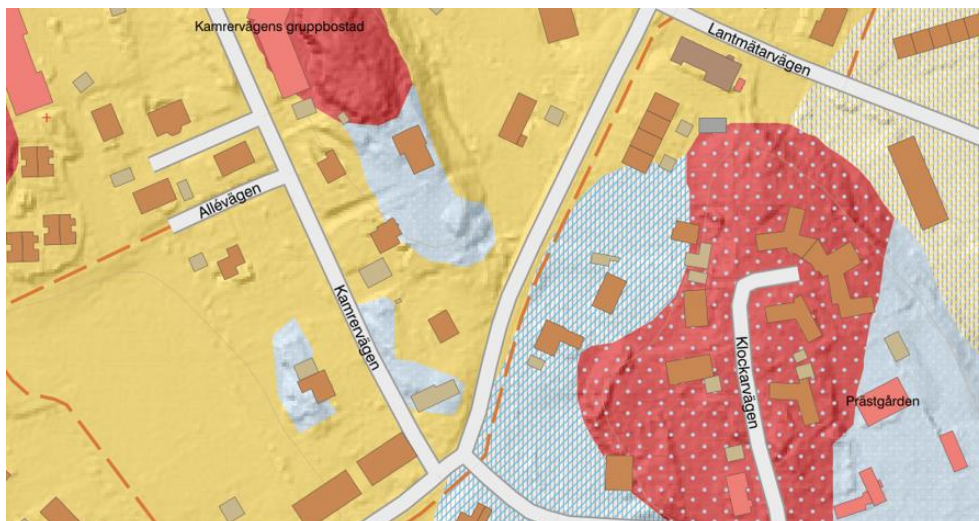 Kamrervägens gruppbostad
Lantmätarvägen
Allévägen
Kamrervägen
Klockarvägen
Prästgården